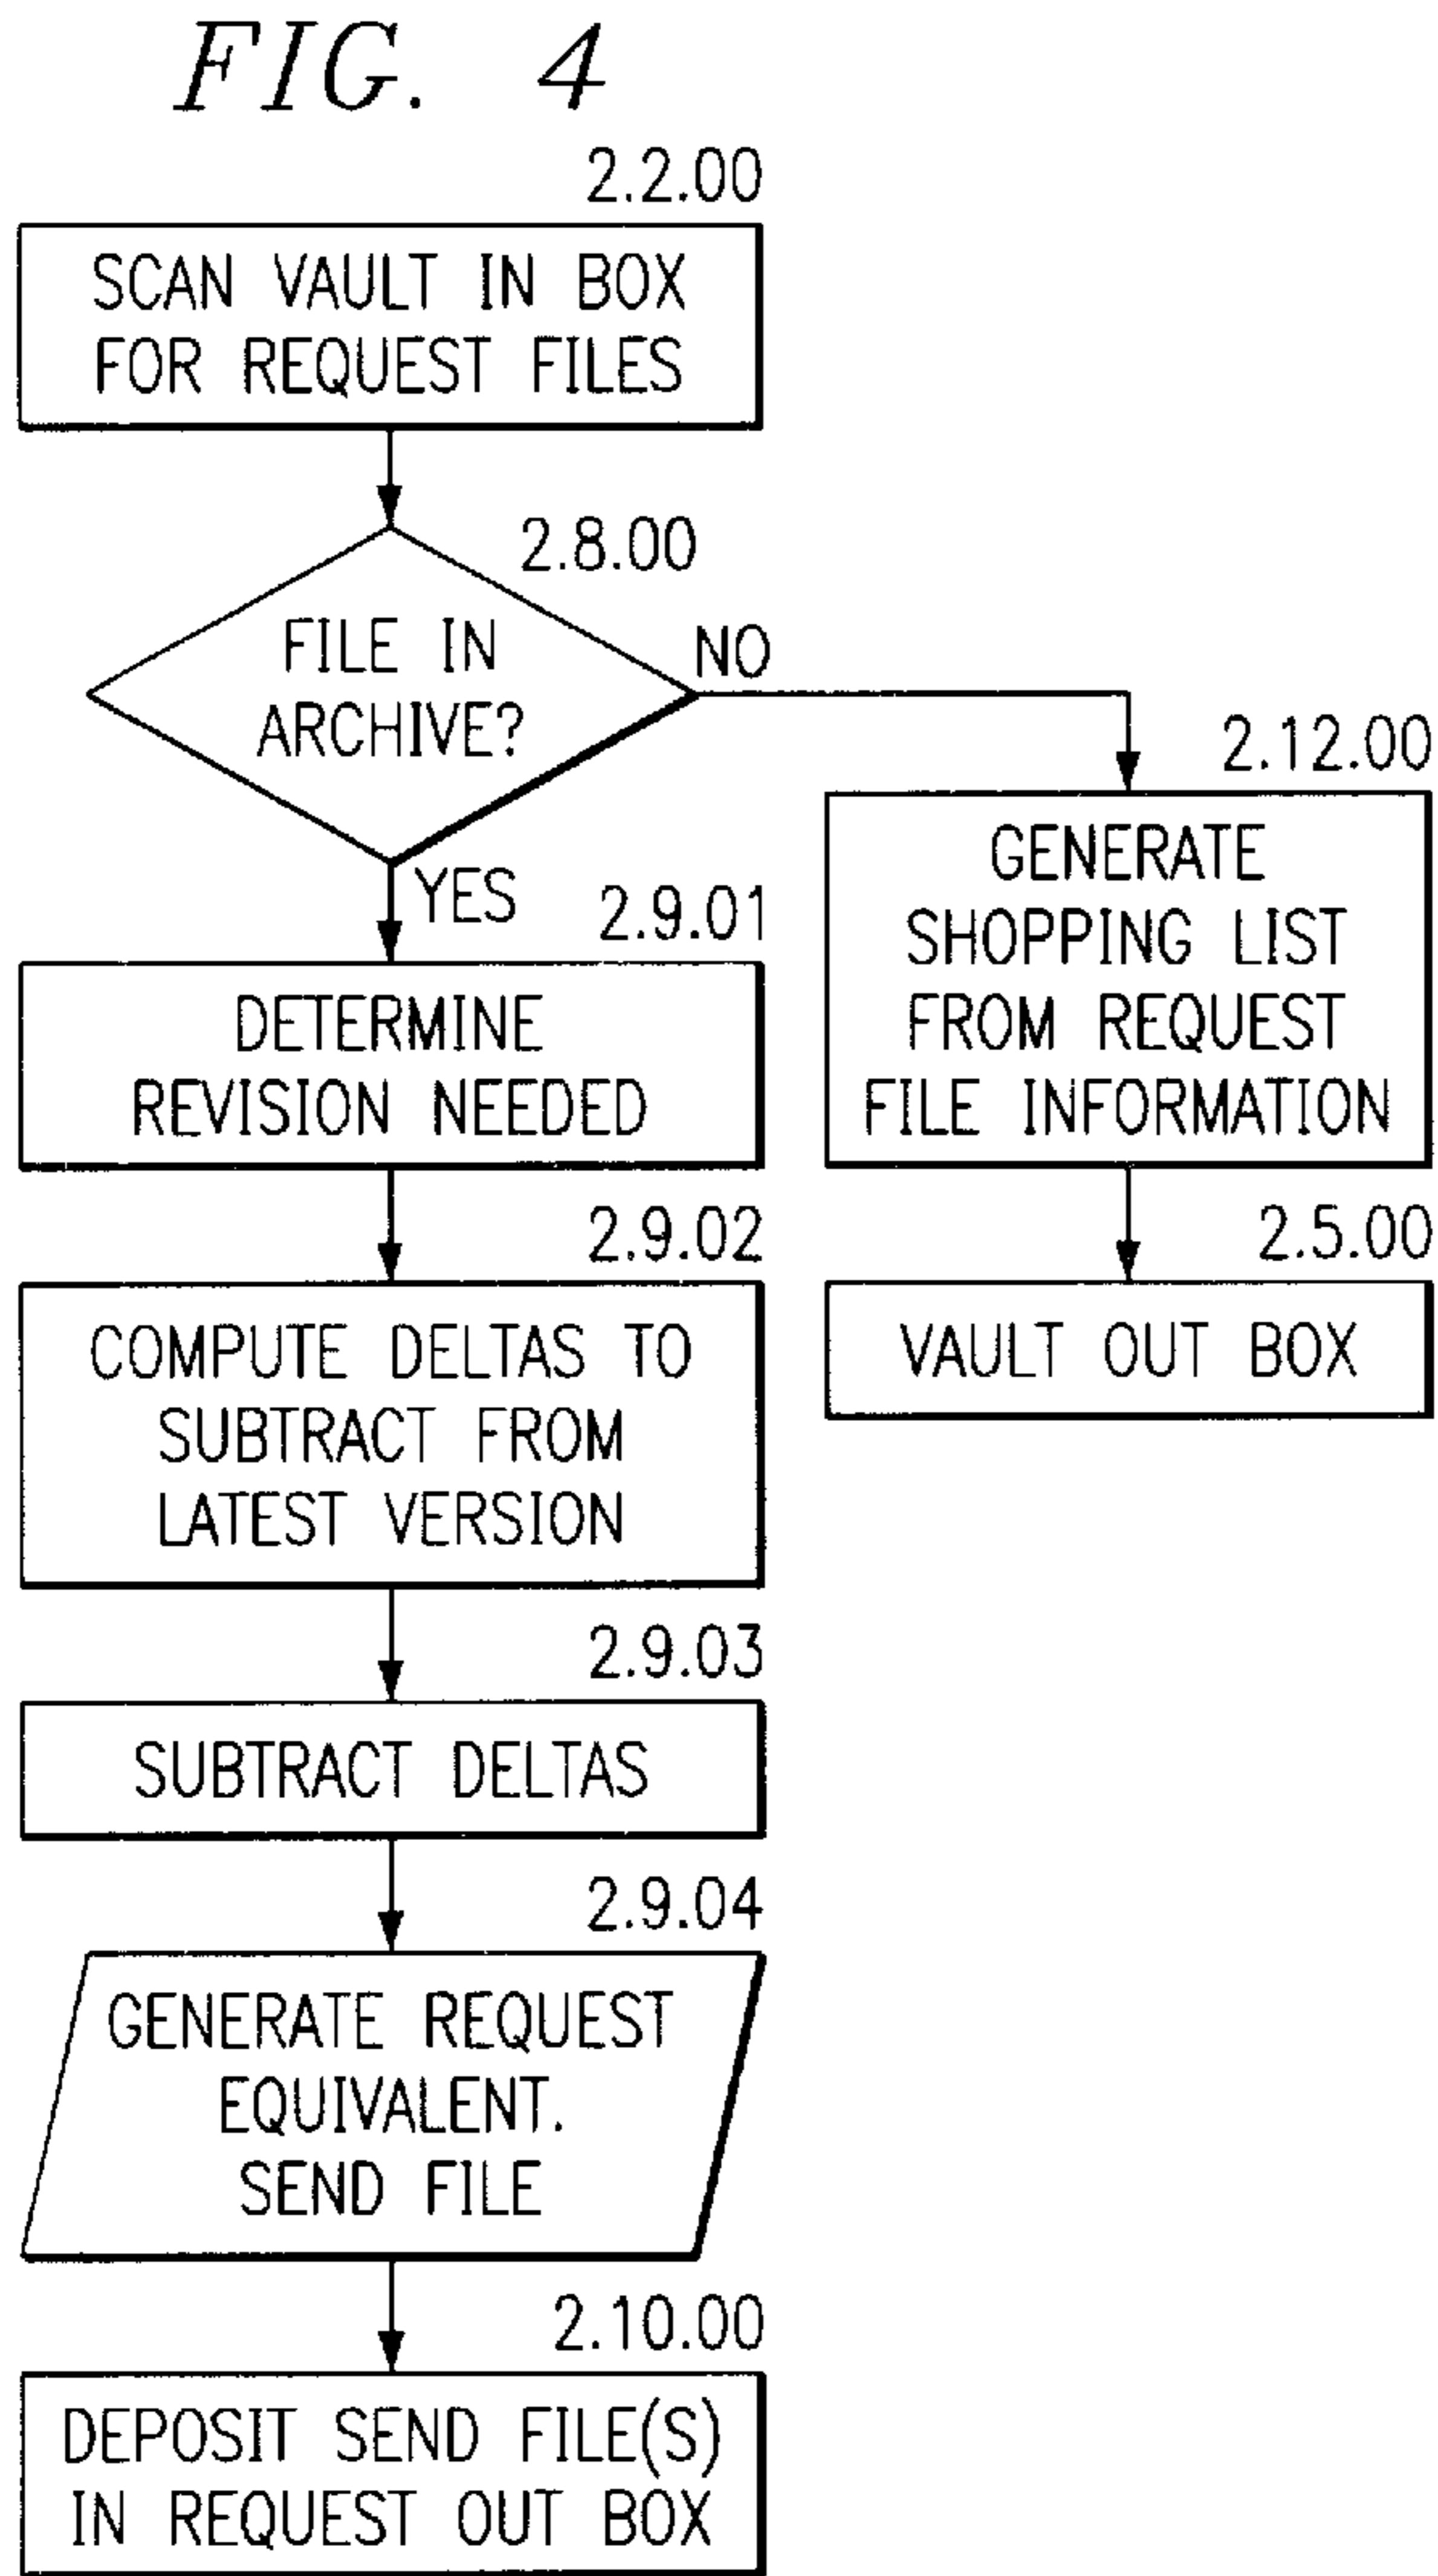 FIG. 4
2.2.00
SCAN VAULT IN BOX
FOR REQUEST FILES
2.8.00
FILE IN
ARCHIVE?
NO
YES
2.12.00
GENERATE
SHOPPING LIST
FROM REQUEST
FILE INFORMATION
2.5.00
VAULT OUT BOX
2.9.01
DETERMINE
REVISION NEEDED
2.9.02
COMPUTE DELTAS TO
SUBTRACT FROM
LATEST VERSION
2.9.03
SUBTRACT DELTAS
2.9.04
GENERATE REQUEST
EQUIVALENT.
SEND FILE
2.10.00
DEPOSIT SEND FILE(S)
IN REQUEST OUT BOX